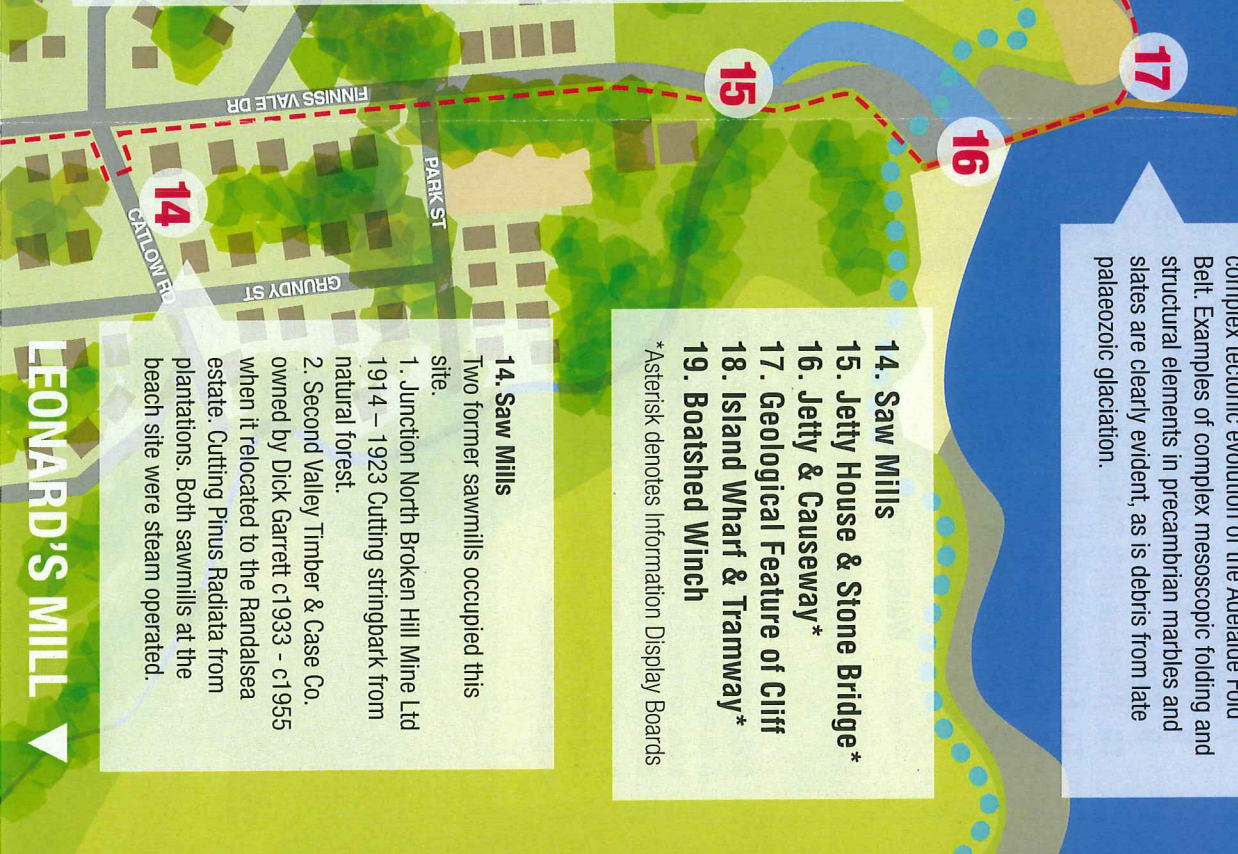 complex tectonic evolution of the Adelaide Fold
Belt. Examples of complex mesoscopic folding and
structural elements in precambrian marbles and
slates are clearly evident, as is debris from late
palaeozoic glaciation.
17
16
15
14. Saw Mills
15. Jetty House & Stone Bridge*
16. Jetty & Causeway*
17. Geological Feature of Cliff
18. Island Wharf & Tramway*
19. Boatshed Winch
*Asterisk denotes Information Display Boards
FINNISS VALE DR
PARK ST
GRUNDY ST
14
CATLOW RD
14. Saw Mills
Two former sawmills occupied this
site.
1. Junction North Broken Hill Mine Ltd
1914 – 1923 Cutting stringbark from
natural forest.
2. Second Valley Timber & Case Co.
owned by Dick Garrett c1933 - c1955
when it relocated to the Randalsea
estate. Cutting Pinus Radiata from
plantations. Both sawmills at the
beach site were steam operated.
LEONARD'S MILL